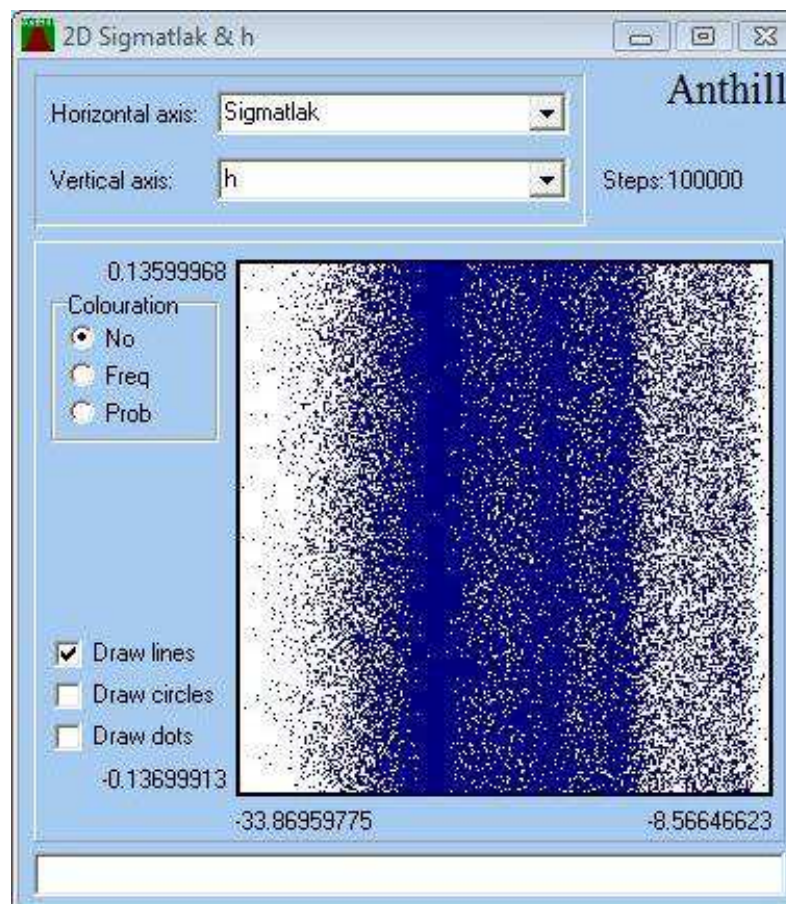 2D Sigmatlak & h
Anthill
Horizontal axis: Sigmatlak
Vertical axis: h
Steps: 100000
0.13599968
Colouration
No
Freq
Prob
Draw lines
Draw circles
Draw dots
-0.13699913
-33.86959775 -8.56646623